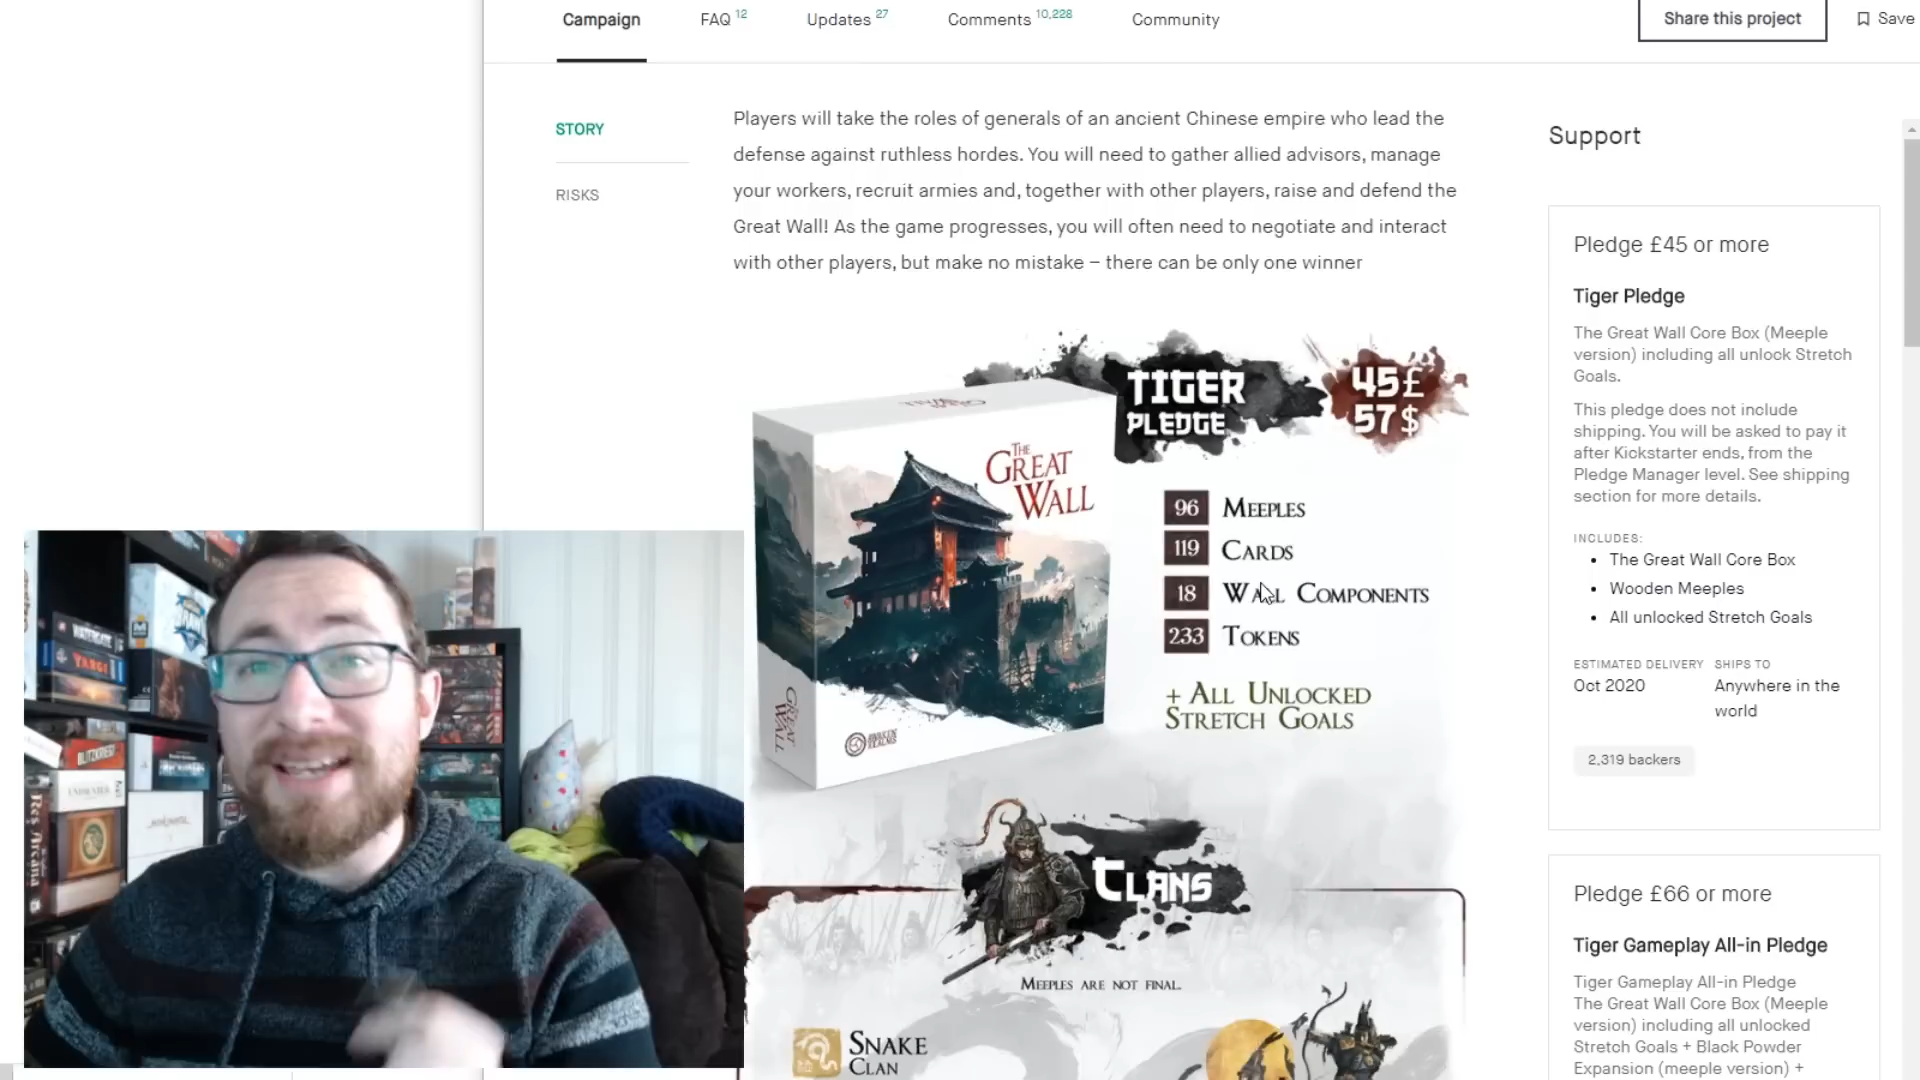 Campaign
FAQ 12
Updates 27
Comments 10,228
Community
Share this project
Save
STORY
RISKS
Players will take the roles of generals of an ancient Chinese empire who lead the
defense against ruthless hordes. You will need to gather allied advisors, manage
your workers, recruit armies and, together with other players, raise and defend the
Great Wall! As the game progresses, you will often need to negotiate and interact
with other players, but make no mistake – there can be only one winner
TIGER
PLEDGE
45£
57$
GREAT WALL
THE
GREAT
WALL
GREAT
WALL
AWAKEN
REALMS
96 MEEPLES
119 CARDS
18 WALL COMPONENTS
233 TOKENS
+ ALL UNLOCKED
STRETCH GOALS
CLANS
MEEPLES ARE NOT FINAL.
SNAKE
CLAN
Support
Pledge £45 or more
Tiger Pledge
The Great Wall Core Box (Meeple
version) including all unlock Stretch
Goals.
This pledge does not include
shipping. You will be asked to pay it
after Kickstarter ends, from the
Pledge Manager level. See shipping
section for more details.
INCLUDES:
• The Great Wall Core Box
• Wooden Meeples
• All unlocked Stretch Goals
ESTIMATED DELIVERY
Oct 2020
SHIPS TO
Anywhere in the
world
2,319 backers
Pledge £66 or more
Tiger Gameplay All-in Pledge
Tiger Gameplay All-in Pledge
The Great Wall Core Box (Meeple
version) including all unlocked
Stretch Goals + Black Powder
Expansion (meeple version) +
WATERGATE
Res Arcana